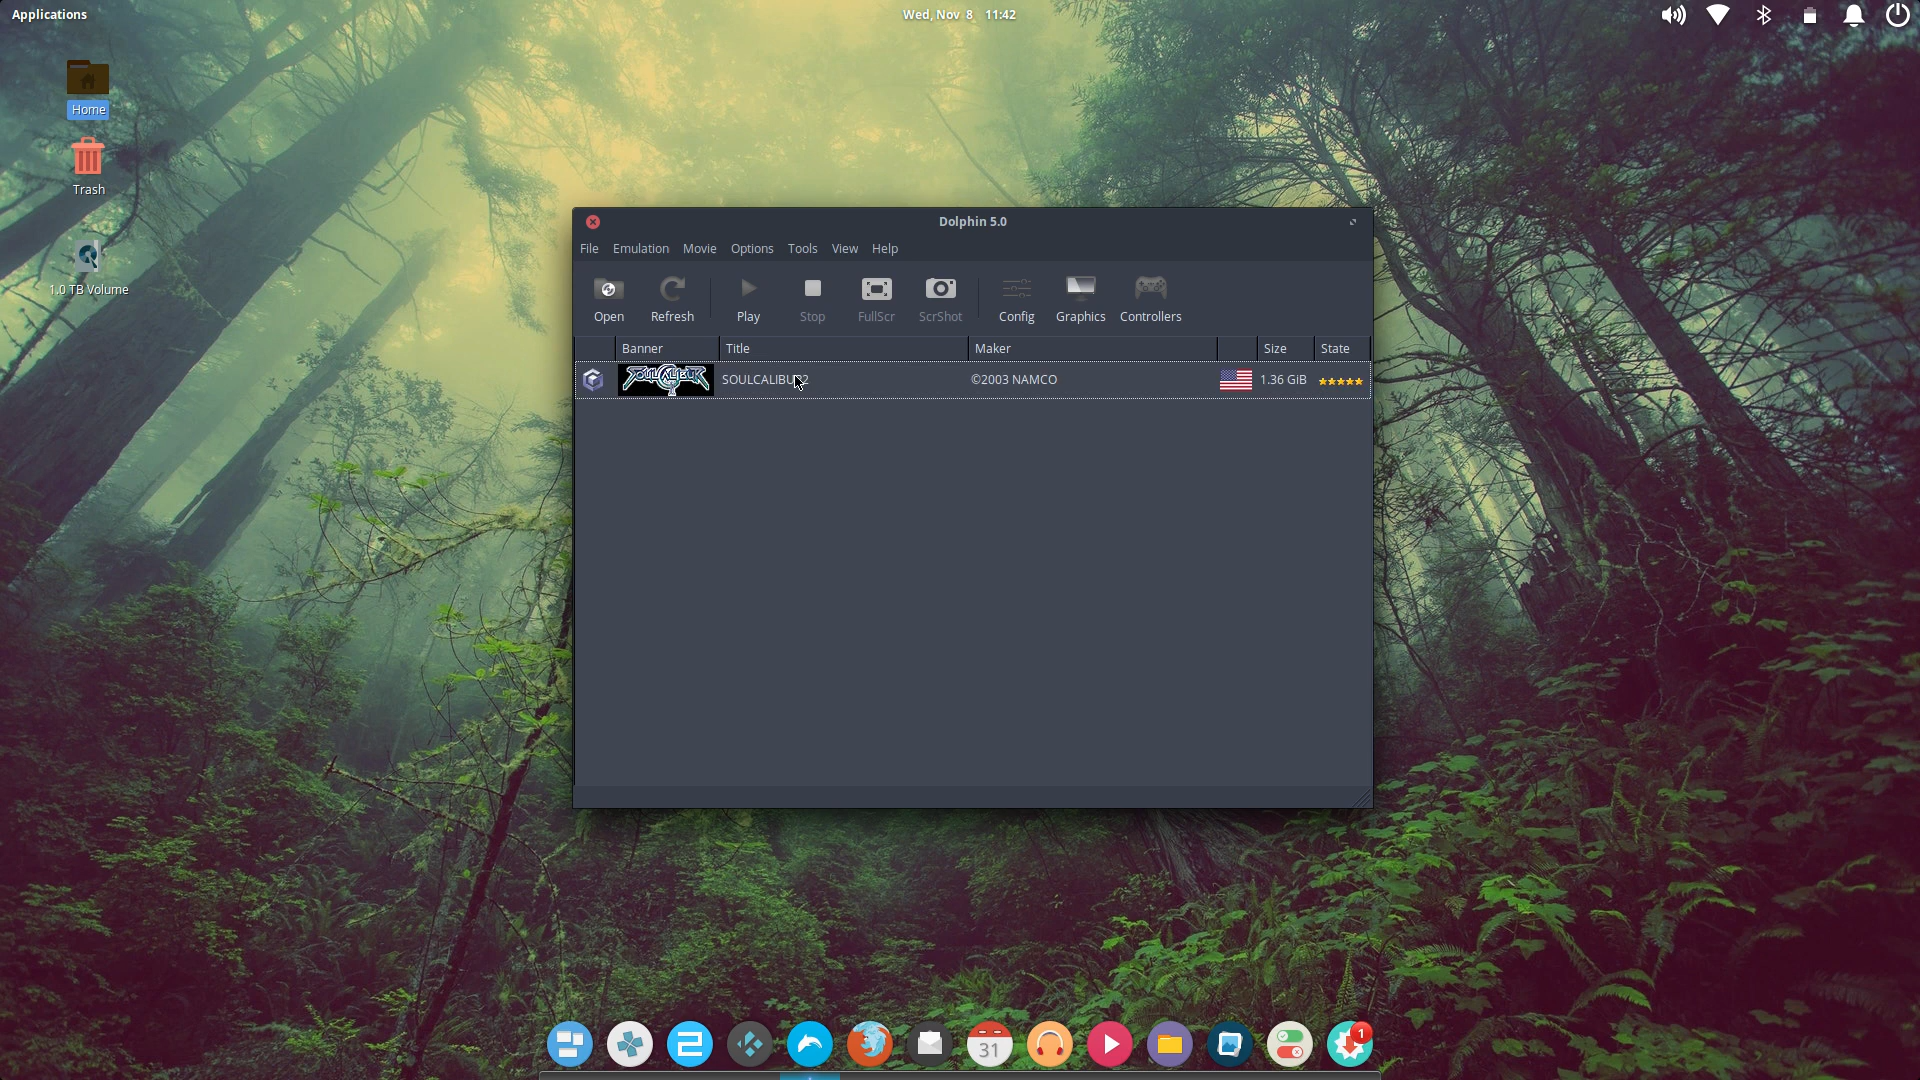 Applications
Wed, Nov 8 11:42
Home
Trash
1.0 TB Volume
Dolphin 5.0
File Emulation Movie Options Tools View Help
Open Refresh Play Stop FullScr ScrShot Config Graphics Controllers
Banner Title Maker Size State
SOULCALIBUR SOULCALIBUR2 ©2003 NAMCO 1.36 GiB
31
1